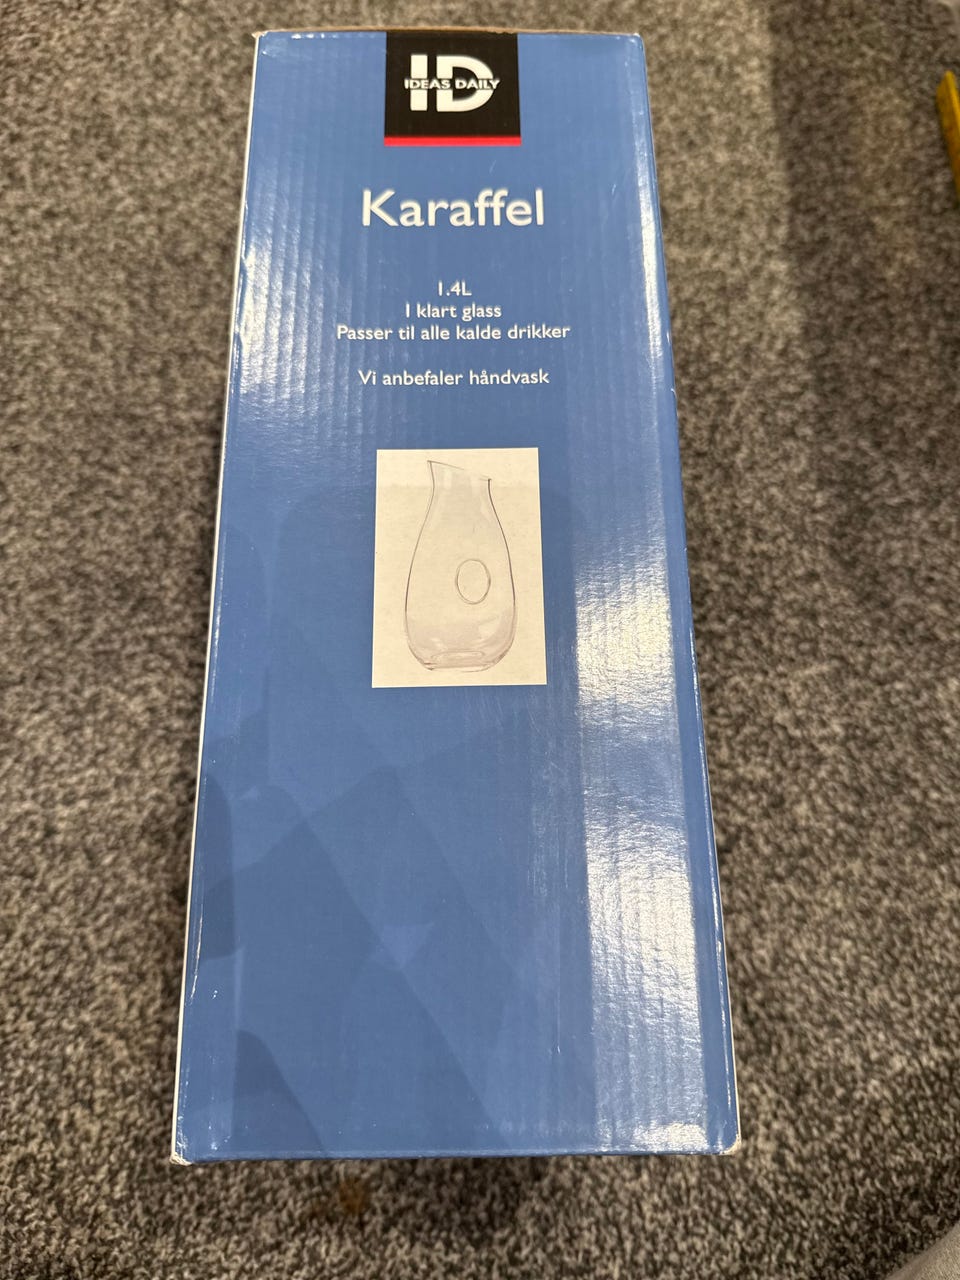 ID
IDEAS DAILY
Karaffel
1.4L
I klart glass
Passer til alle kalde drikker
Vi anbefaler håndvask